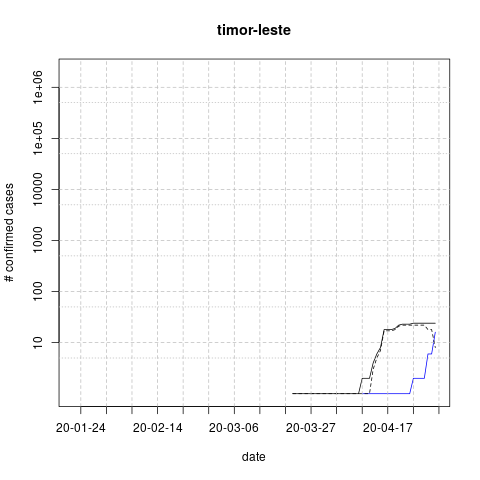 timor-leste
# confirmed cases
1e+06
1e+05
10000
1000
100
10
20-01-24
20-02-14
20-03-06
20-03-27
20-04-17
date